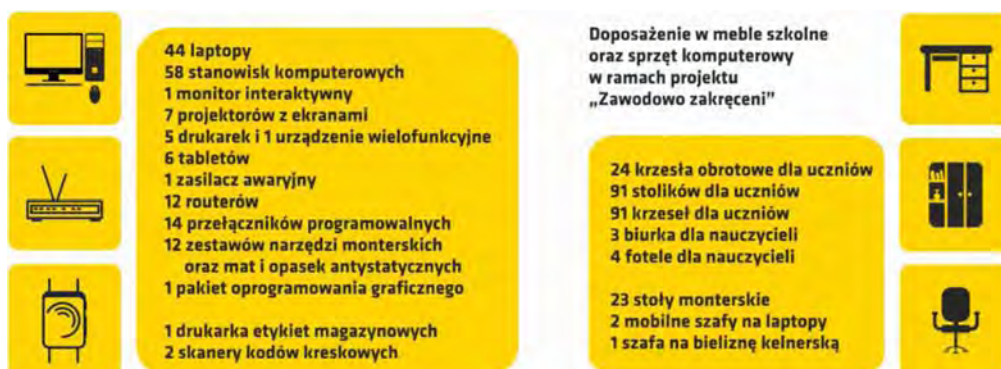 44 laptopy
58 stanowisk komputerowych
1 monitor interaktywny
7 projektorów z ekranami
5 drukarek i 1 urządzenie wielofunkcyjne
6 tabletów
1 zasilacz awaryjny
12 routerów
14 przełączników programowalnych
12 zestawów narzędzi monterskich
oraz mat i opasek antystatycznych
1 pakiet oprogramowania graficznego
1 drukarka etykiet magazynowych
2 skanery kodów kreskowych
Doposażenie w meble szkolne
oraz sprzęt komputerowy
w ramach projektu
„Zawodowo zakręceni”
24 krzesła obrotowe dla uczniów
91 stolików dla uczniów
91 krzeseł dla uczniów
3 biurka dla nauczycieli
4 fotele dla nauczycieli
23 stoły monterskie
2 mobilne szafy na laptopy
1 szafa na bieliznę kelnerską